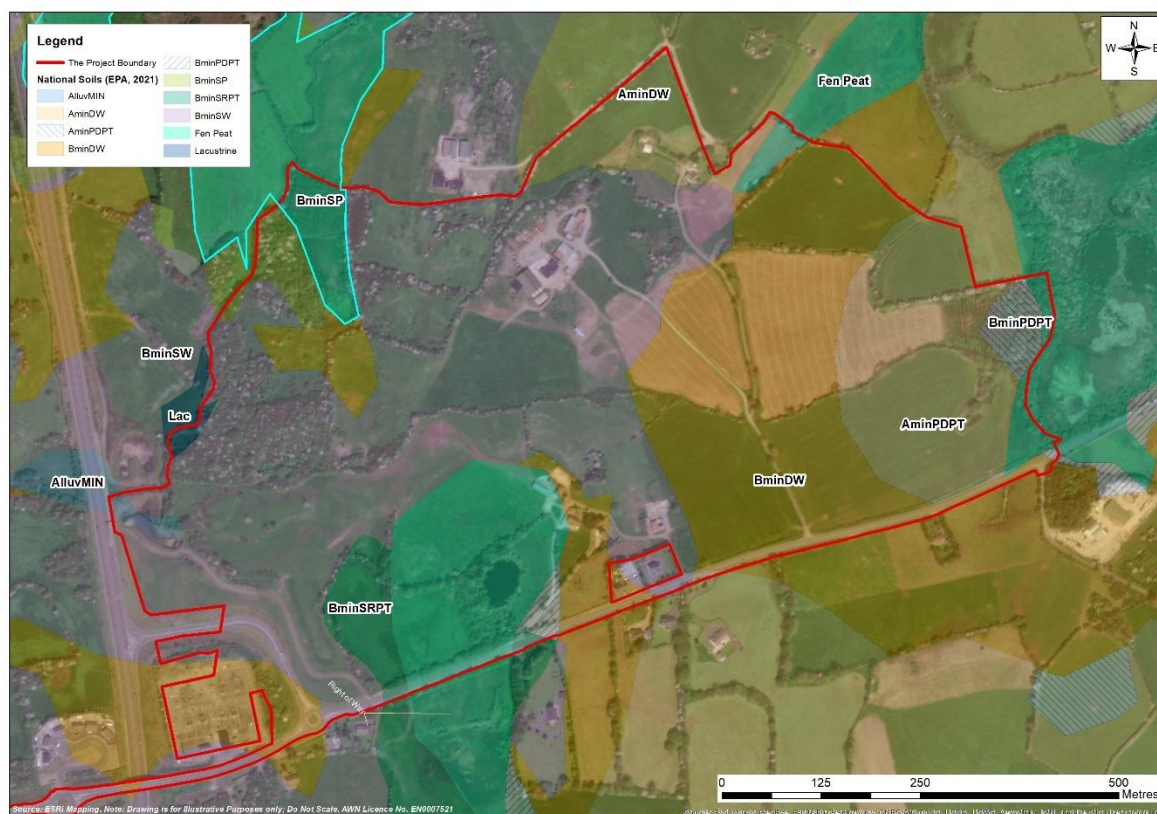 Legend
The Project Boundary
National Soils (EPA, 2021)
AlluvMIN
AminDW
AminPDPT
BminDW
BminPDPT
BminSP
BminSRPT
BminSW
Fen Peat
Lacustrine
N
W E
S
AminDW
Fen Peat
BminSP
BminPDPT
BminSW
Lac
AminPDPT
AlluvMIN
BminDW
BminSRPT
Right of Way
0 125 250 500
Metres
Source: ESRI Mapping. Note: Drawing is for Illustrative Purposes only; Do Not Scale. AWN Licence No. EN0007521